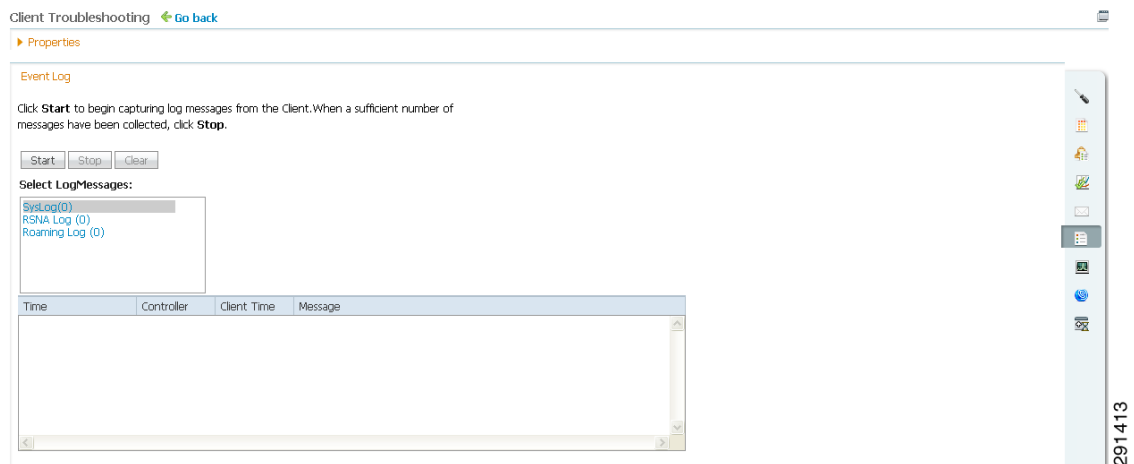 Client Troubleshooting Go back
Properties
Event Log
Click Start to begin capturing log messages from the Client.When a sufficient number of
messages have been collected, click Stop.
Start Stop Clear
Select LogMessages:
SysLog(0)
RSNA Log (0)
Roaming Log (0)
Time Controller Client Time Message
291413